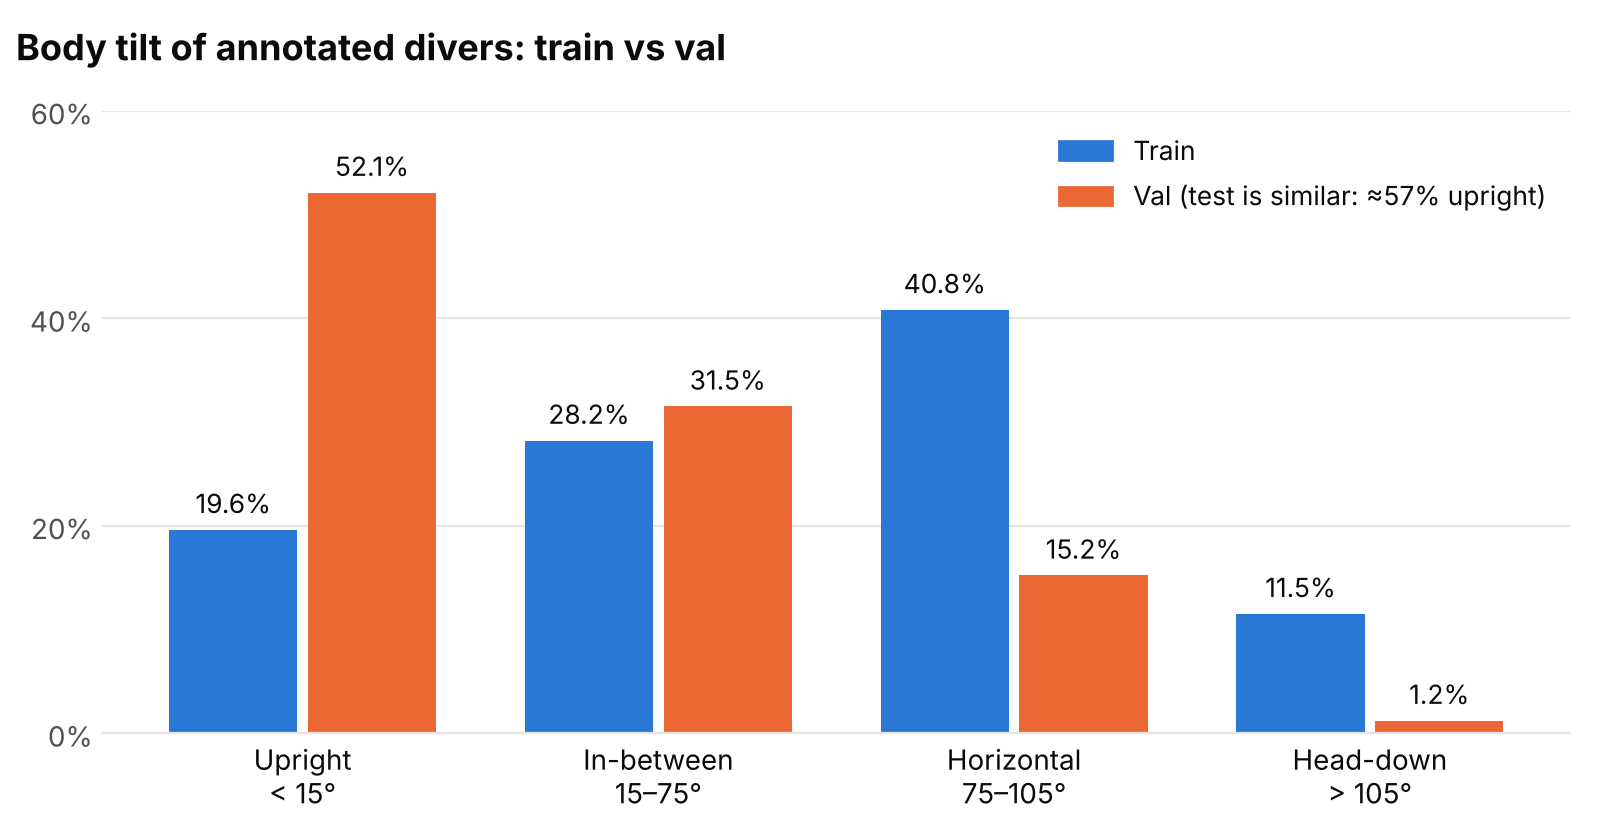 Body tilt of annotated divers: train vs val
60%
40%
20%
0%
Train
Val (test is similar: ≈57% upright)
19.6%
52.1%
28.2%
31.5%
40.8%
15.2%
11.5%
1.2%
Upright
< 15°
In-between
15–75°
Horizontal
75–105°
Head-down
> 105°